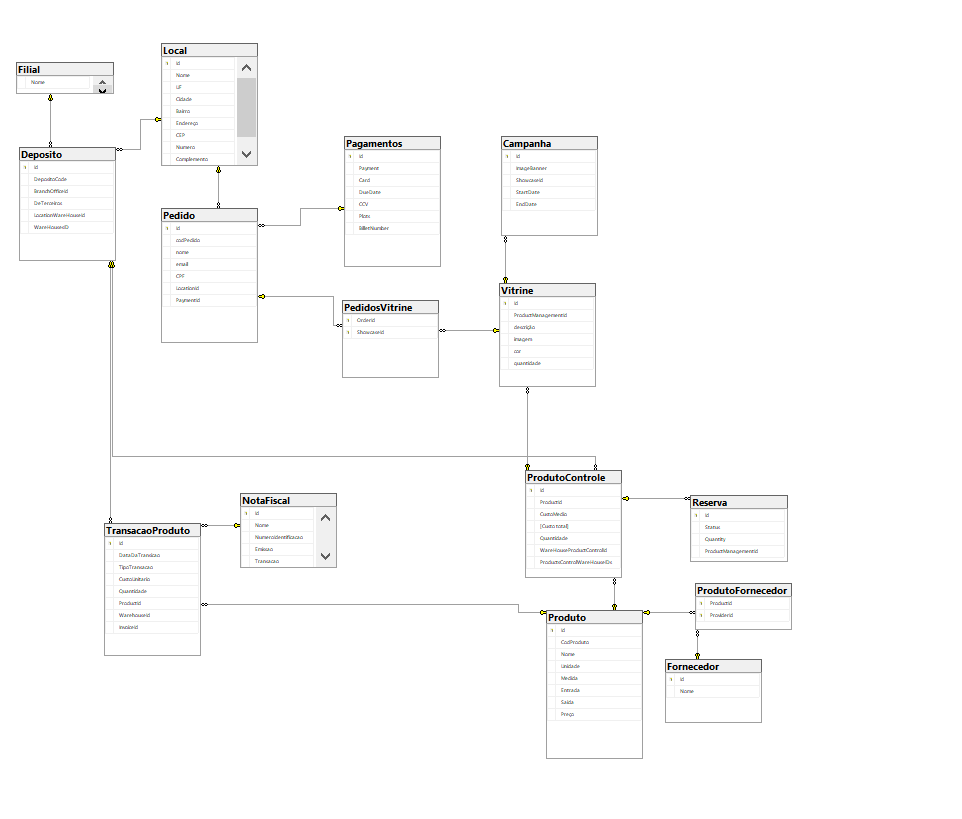 Filial
Nome
Local
Id
Nome
UF
Cidade
Bairro
Endereço
CEP
Numero
Complemento
Deposito
Id
DepositoCode
BranchOfficeId
DeTerceiros
LocationWareHouseId
WareHousesID
Pedido
Id
codPedido
nome
email
CPF
LocationId
PaymentId
Pagamentos
Id
Payment
Card
DueDate
CCV
Plots
BilletNumber
Campanha
Id
ImageBanner
ShowcaseId
StartDate
EndDate
PedidosVitrine
OrderId
ShowcaseId
Vitrine
Id
ProductManagementId
descrição
imagem
cor
quantidade
NotaFiscal
Id
Nome
NumeroIdentificacao
Emissao
Transacao
TransacaoProduto
Id
DataDaTransicao
TipoTransacao
CustoUnitario
Quantidade
ProductId
WarehouseId
InvoiceId
ProdutoControle
Id
ProductId
CustoMedio
[Custo total]
Quantidade
WareHouseProductControlId
ProductsControlWareHouseIDs
Reserva
Id
Status
Quantity
ProductManagementId
ProdutoFornecedor
ProductId
ProviderId
Produto
Id
CodProduto
Nome
Unidade
Medida
Entrada
Saida
Preço
Fornecedor
Id
Nome